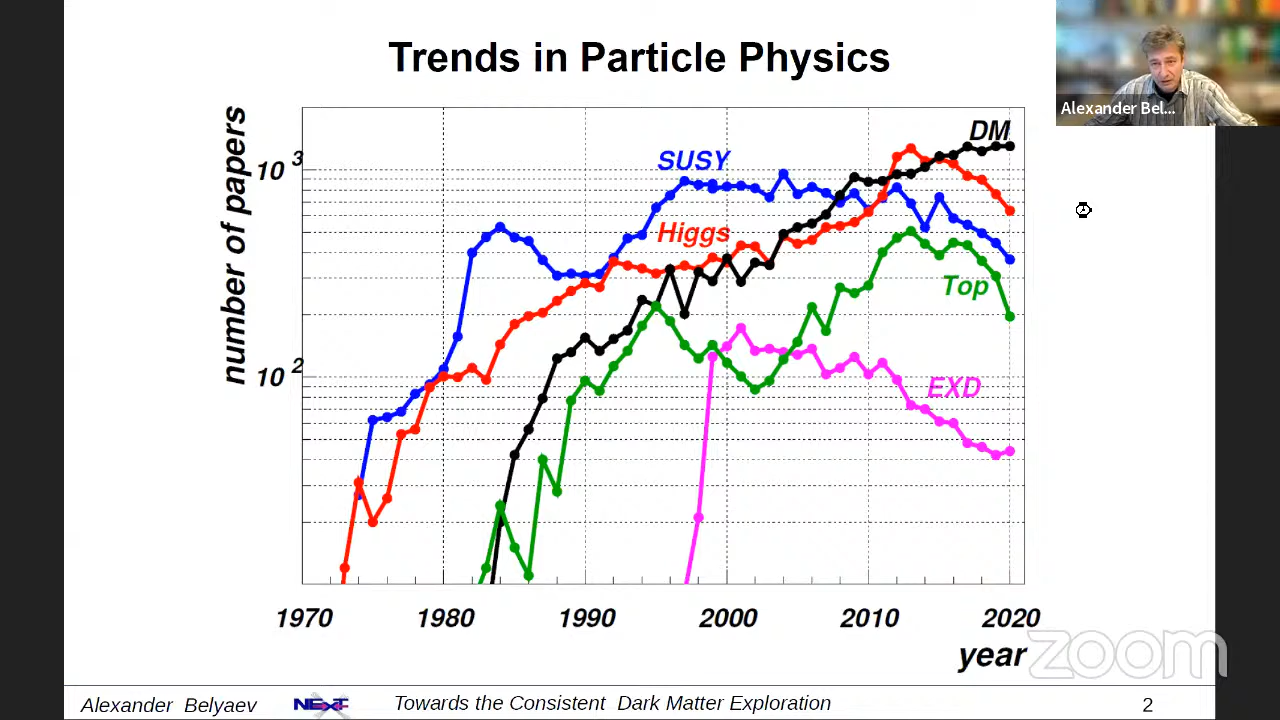 Trends in Particle Physics
Alexander Bel...
number of papers
10 3
10 2
SUSY
Higgs
DM
Top
EXD
1970 1980 1990 2000 2010 2020
year
zoom
Alexander Belyaev NEXT Towards the Consistent Dark Matter Exploration 2